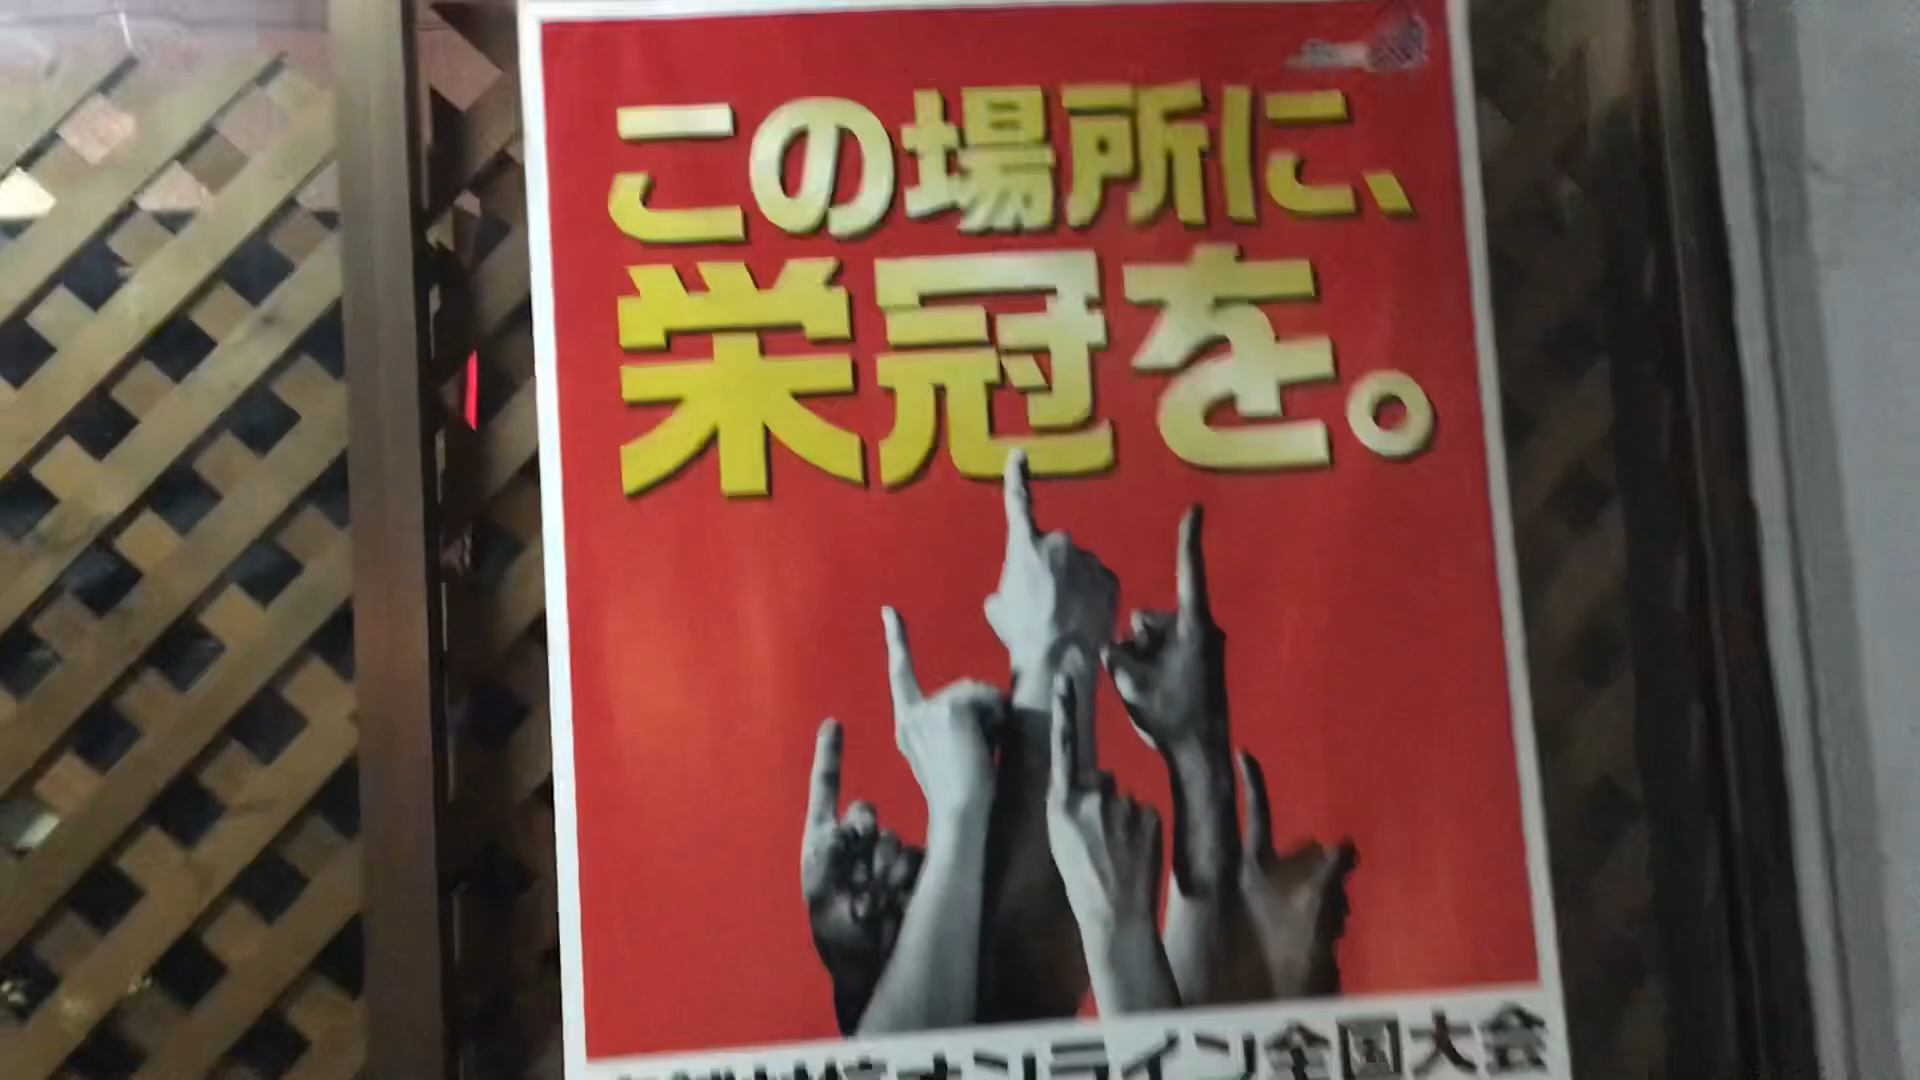 この場所に、
栄冠を。
オンライン全国大会